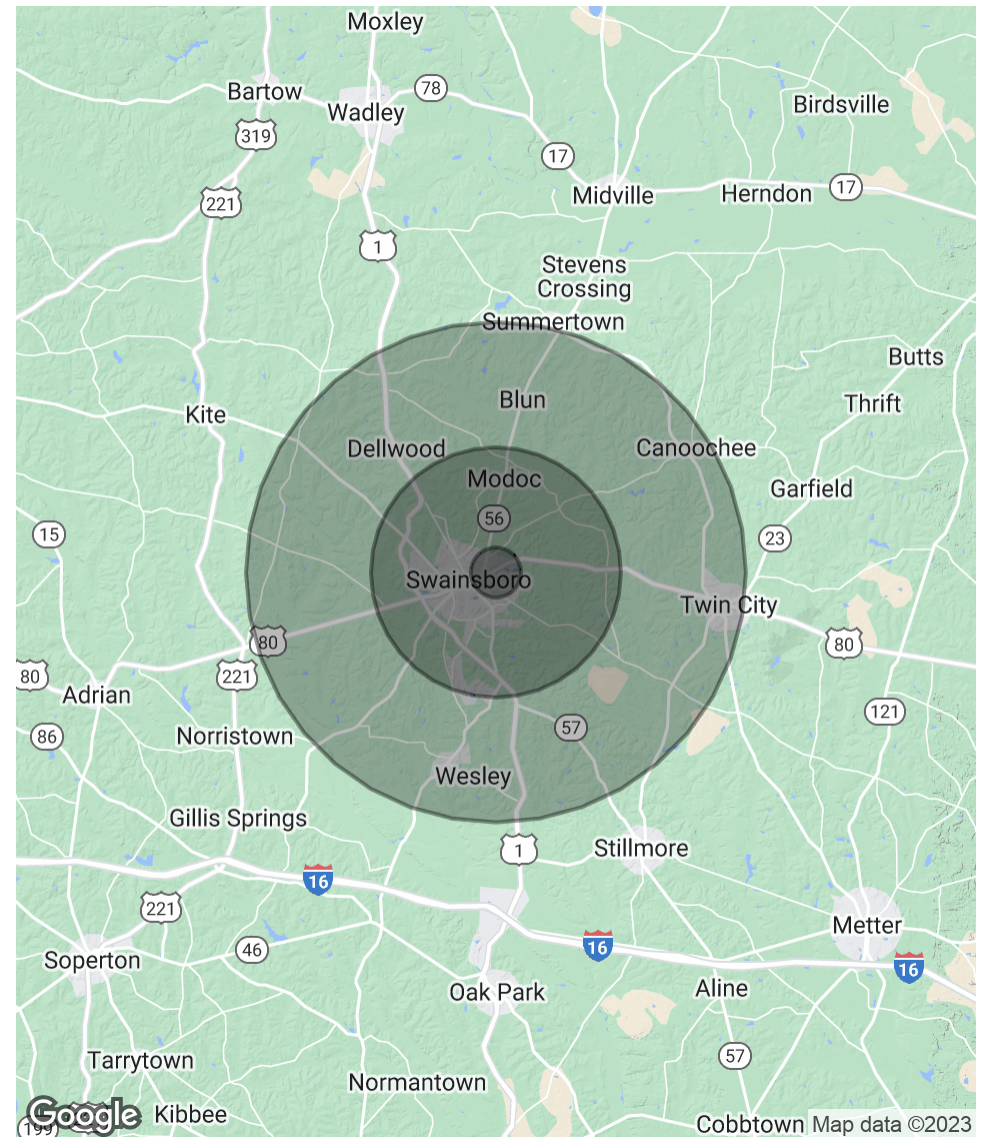 Moxley
Bartow
78
Wadley
Birdsville
319
17
Midville
Herndon
17
221
1
Stevens
Crossing
Summertown
Butts
Blun
Thrift
Kite
Dellwood
Canoochee
Modoc
Garfield
56
15
23
Swainsboro
Twin City
80
80
221
80
Adrian
121
57
86
Norristown
Wesley
Gillis Springs
1
Stillmore
16
221
Metter
46
16
Soperton
16
Oak Park
Aline
57
Tarrytown
Normantown
Google
Kibbee
199
Cobbtown
Map data ©2023